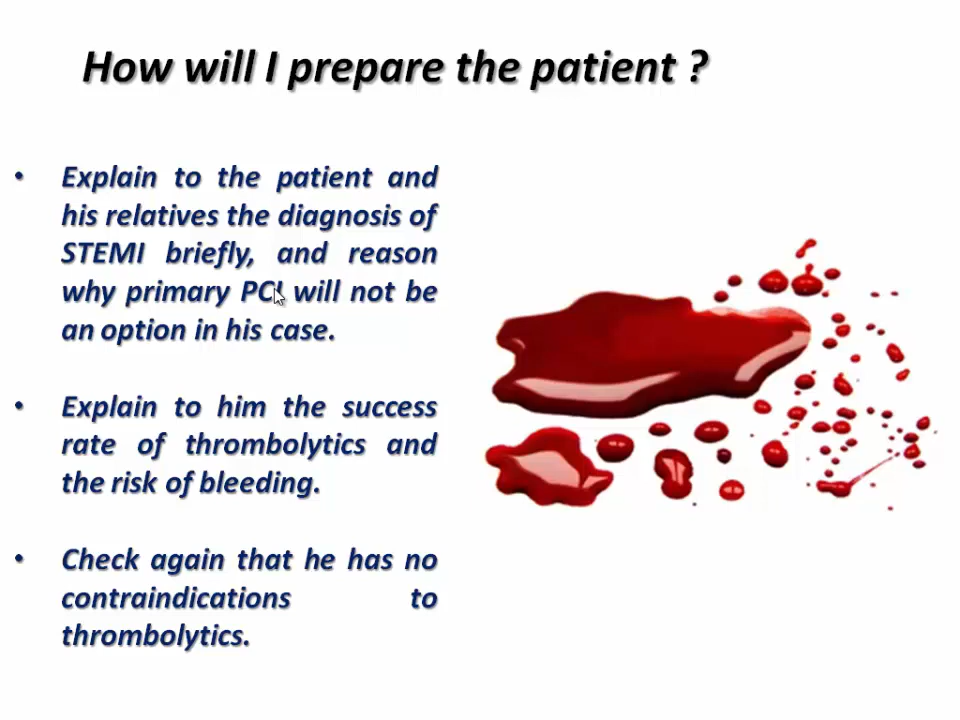 How will I prepare the patient ?
• Explain to the patient and
his relatives the diagnosis of
STEMI briefly, and reason
why primary PCI will not be
an option in his case.
• Explain to him the success
rate of thrombolytics and
the risk of bleeding.
• Check again that he has no
contraindications to
thrombolytics.